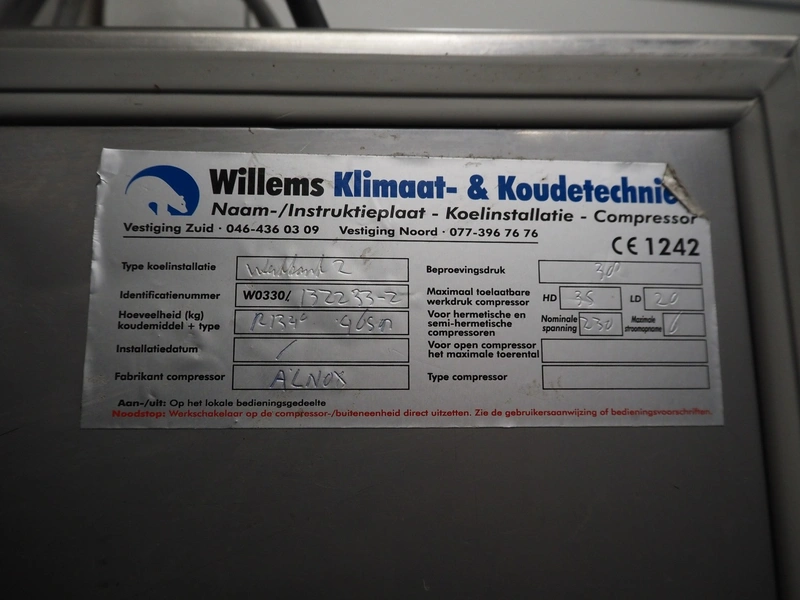 Willems Klimaat- & Koudetechnie
Naam-/Instruktieplaat - Koelinstallatie - Compressor
Vestiging Zuid · 046-436 03 09 Vestiging Noord · 077-396 76 76
CE 1242
Type koelinstallatie
Identificatienummer W0330/ 132233-2
Hoeveelheid (kg) koudemiddel + type R134a
Installatiedatum /
Fabrikant compressor ALNOX
Beproevingsdruk 30
Maximaal toelaatbare werkdruk compressor HD 35 LD 20
Voor hermetische en semi-hermetische compressoren Nominale spanning 230 Maximale stroomopname 6
Voor open compressor het maximale toerental
Type compressor
Aan-/uit: Op het lokale bedieningsgedeelte
Noodstop: Werkschakelaar op de compressor-/buiteneenheid direct uitzetten. Zie de gebruikersaanwijzing of bedieningsvoorschriften.